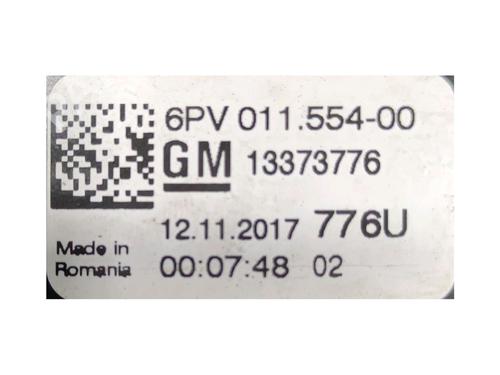 6PV 011.554-00
GM 13373776
12.11.2017 776U
Made in
Romania
00:07:48 02